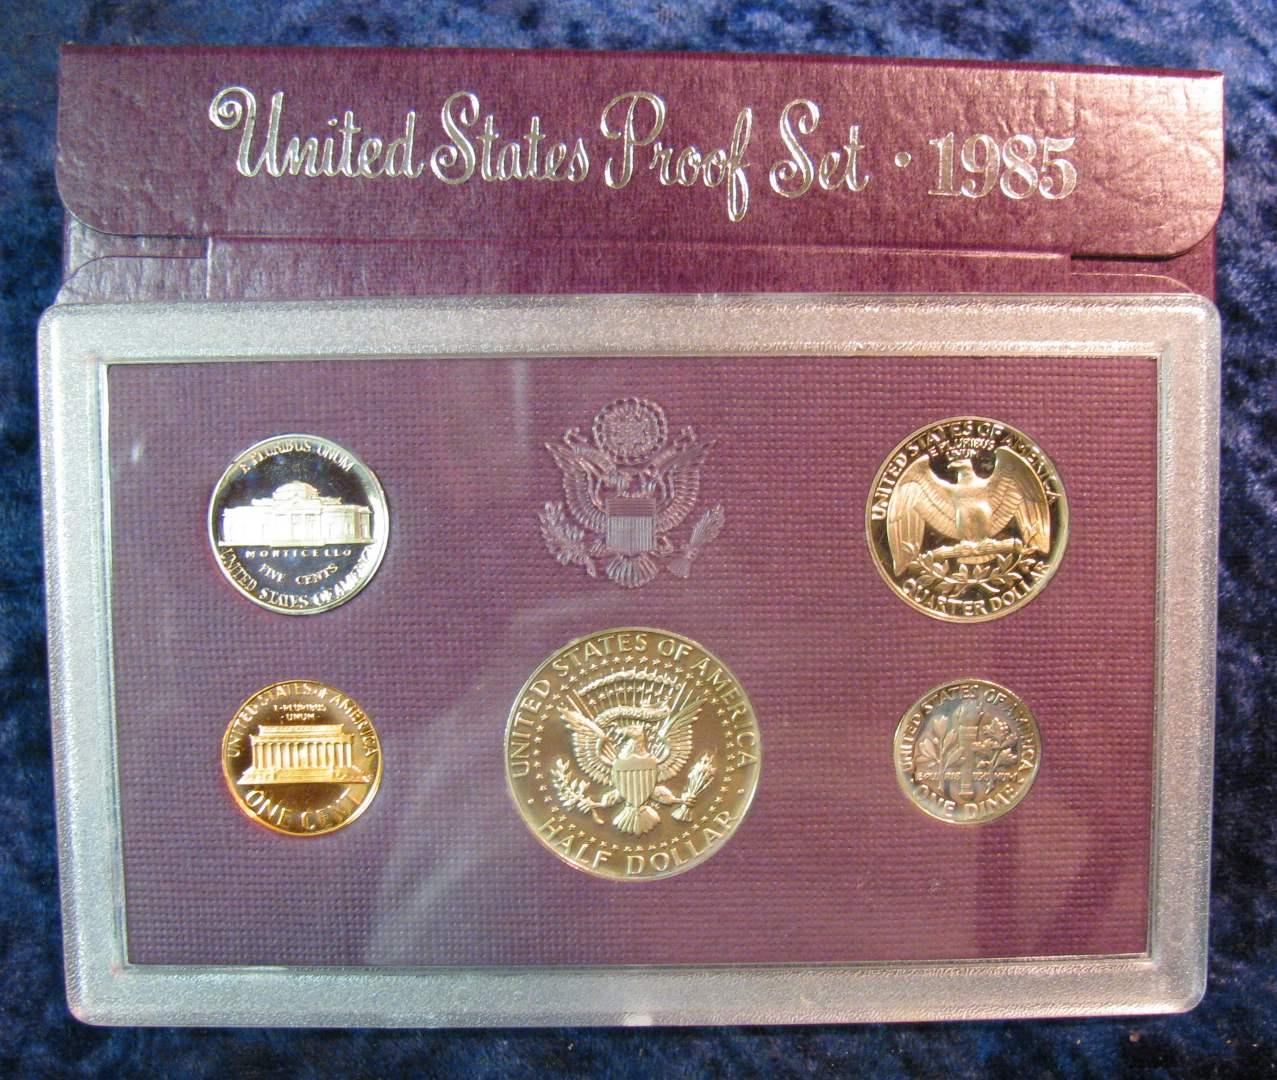 United States Proof Set · 1985
E PLURIBUS UNUM
MONTICELLO
FIVE CENTS
UNITED STATES OF AMERICA
UNITED STATES OF AMERICA
E PLURIBUS
UNUM
QUARTER DOLLAR
UNITED STATES OF AMERICA
E·PLURIBUS
·UNUM·
ONE CENT
UNITED STATES OF AMERICA
HALF DOLLAR
UNITED STATES OF AMERICA
ONE DIME